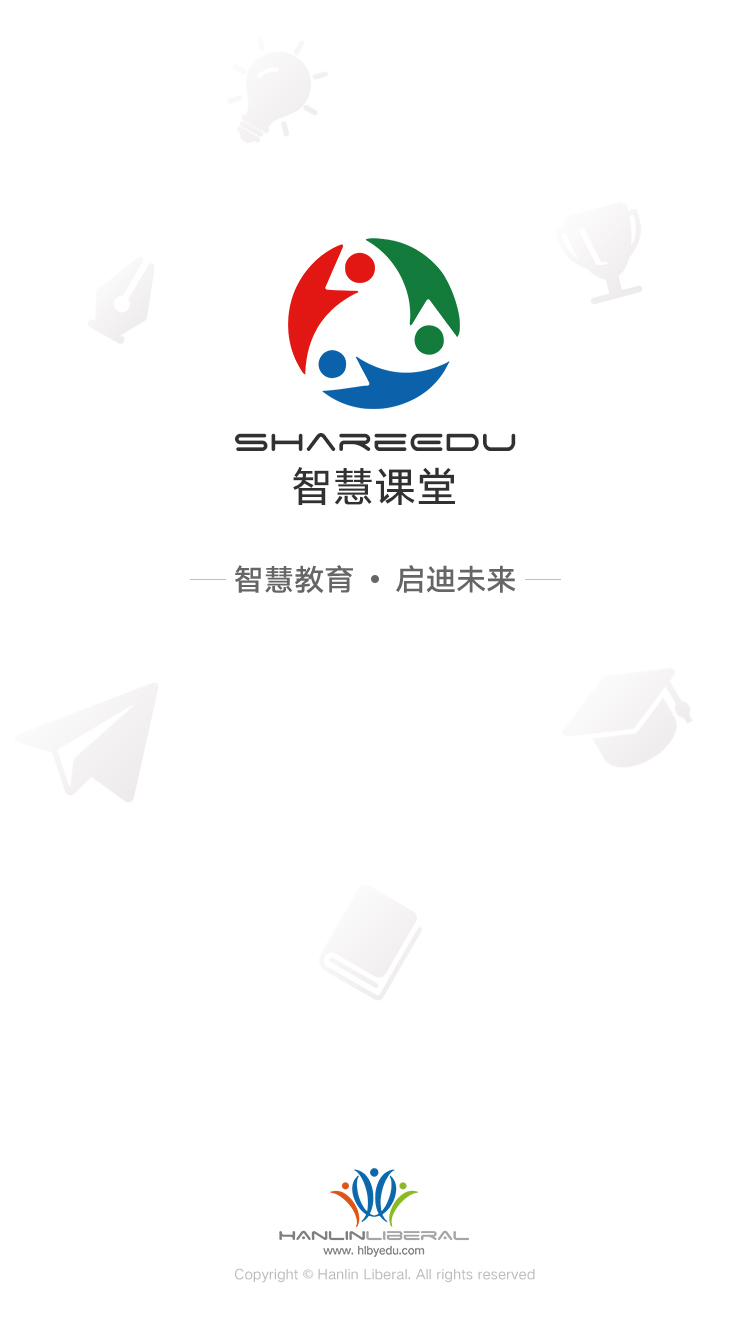 SHAREEDU
智慧课堂
智慧教育 • 启迪未来
HANLINLIBERAL
www. hlbyedu.com
Copyright © Hanlin Liberal. All rights reserved